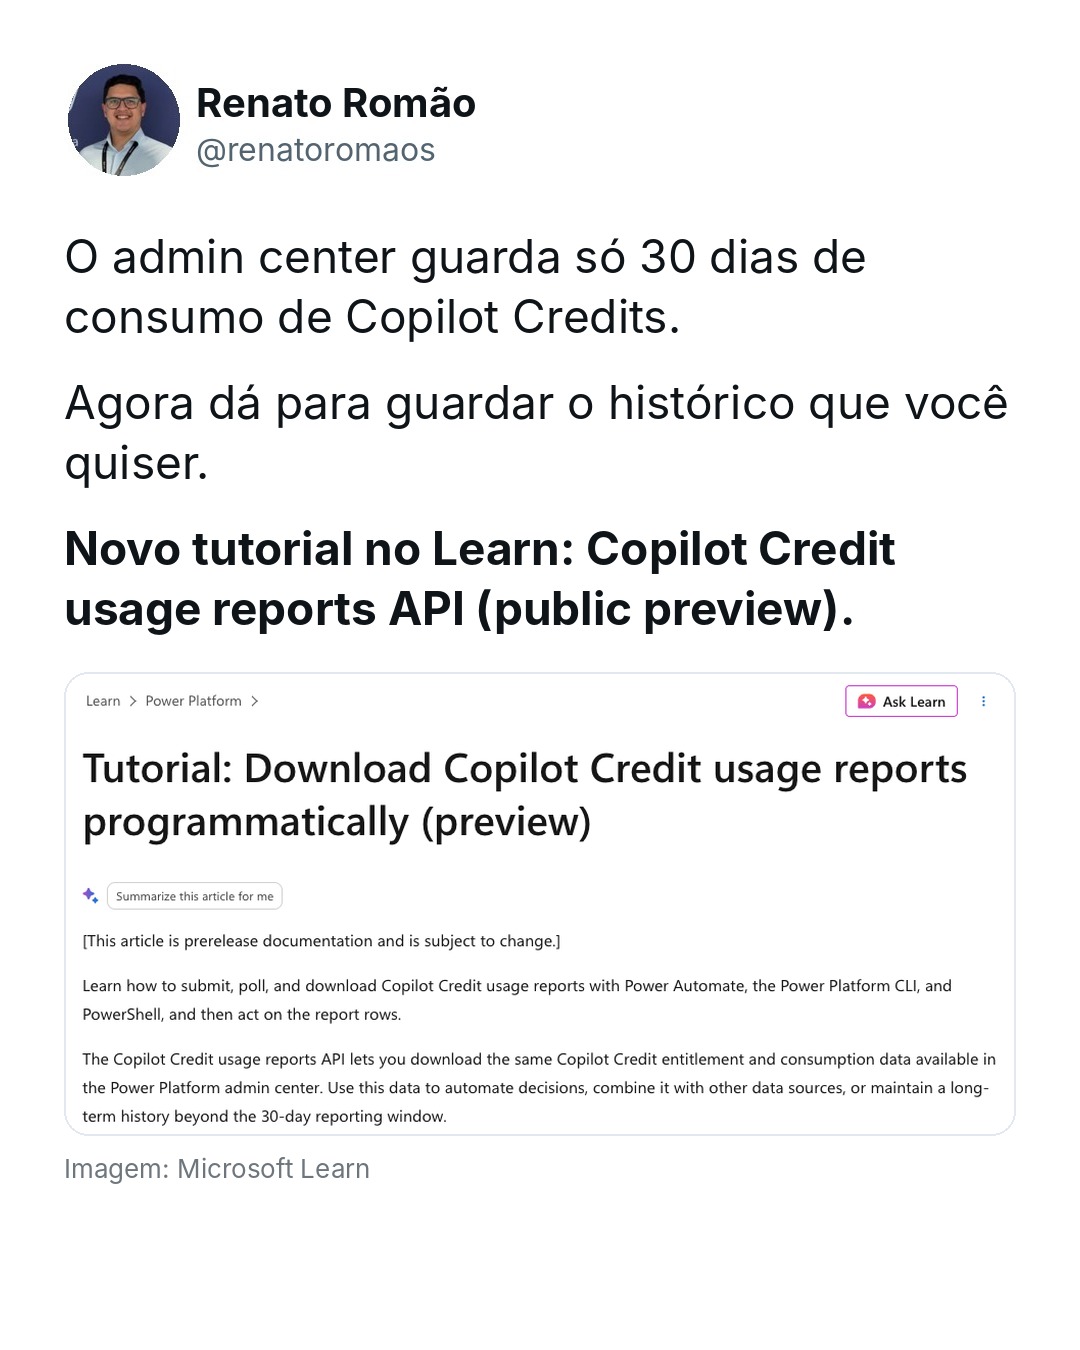 Renato Romão
@renatoromaos
O admin center guarda só 30 dias de
consumo de Copilot Credits.
Agora dá para guardar o histórico que você
quiser.
Novo tutorial no Learn: Copilot Credit
usage reports API (public preview).
Learn > Power Platform >
Ask Learn
Tutorial: Download Copilot Credit usage reports
programmatically (preview)
Summarize this article for me
[This article is prerelease documentation and is subject to change.]
Learn how to submit, poll, and download Copilot Credit usage reports with Power Automate, the Power Platform CLI, and
PowerShell, and then act on the report rows.
The Copilot Credit usage reports API lets you download the same Copilot Credit entitlement and consumption data available in
the Power Platform admin center. Use this data to automate decisions, combine it with other data sources, or maintain a long-
term history beyond the 30-day reporting window.
Imagem: Microsoft Learn